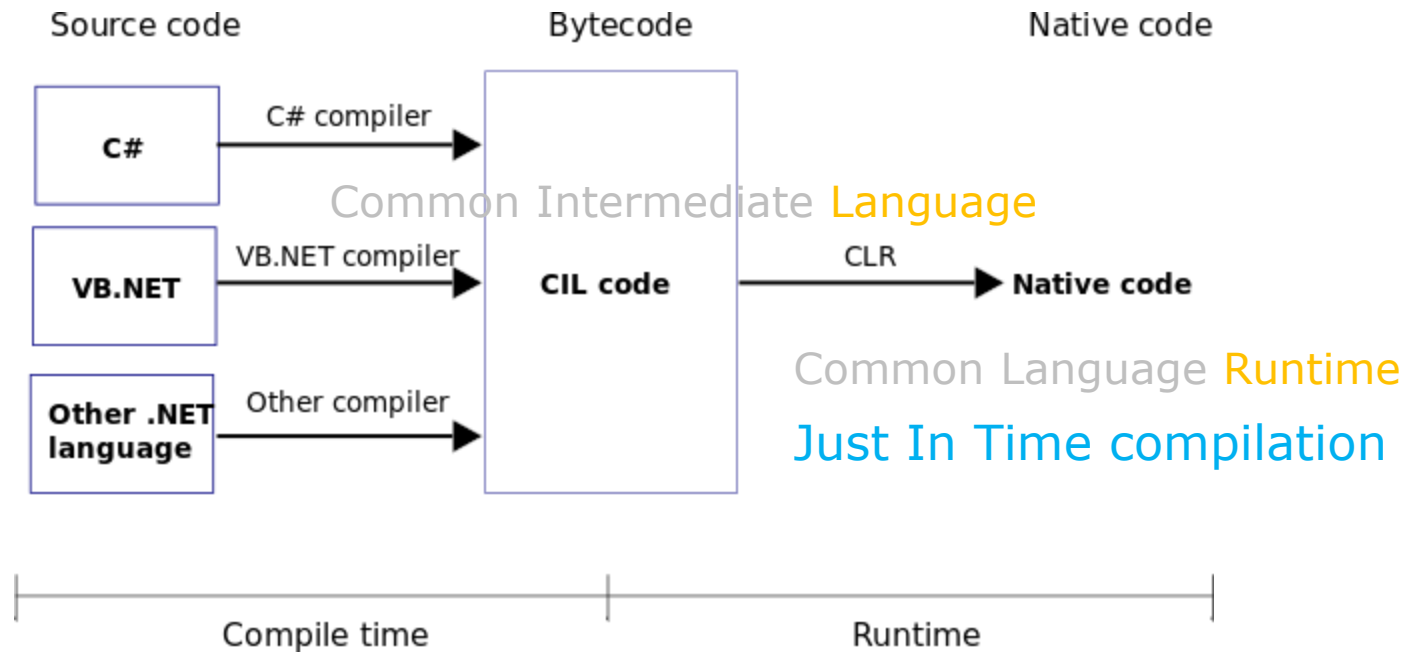 Source code
Bytecode
Native code
C#
C# compiler
Common Intermediate Language
VB.NET
VB.NET compiler
CIL code
CLR
Native code
Common Language Runtime
Other .NET
language
Other compiler
Just In Time compilation
Compile time
Runtime